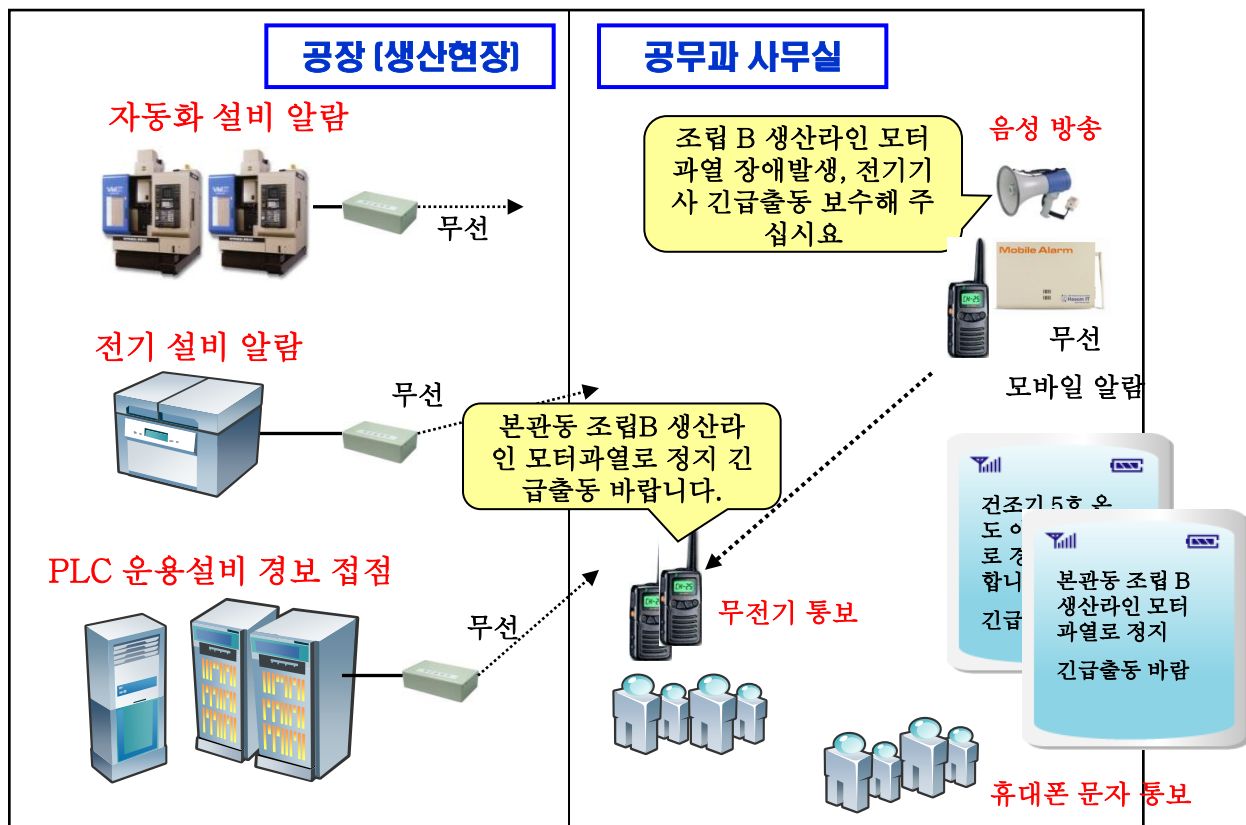 공장 (생산현장)
공무과 사무실
자동화 설비 알람
무선
전기 설비 알람
무선
PLC 운용설비 경보 접점
무선
조립 B 생산라인 모터
과열 장애발생, 전기기
사 긴급출동 보수해 주
십시요
음성 방송
Mobile Alarm
CH-25
무선
모바일 알람
본관동 조립B 생산라
인 모터과열로 정지 긴
급출동 바랍니다.
CH-25
무전기 통보
건조기 5호
도
로
합니
긴급
본관동 조립 B
생산라인 모터
과열로 정지
긴급출동 바람
휴대폰 문자 통보